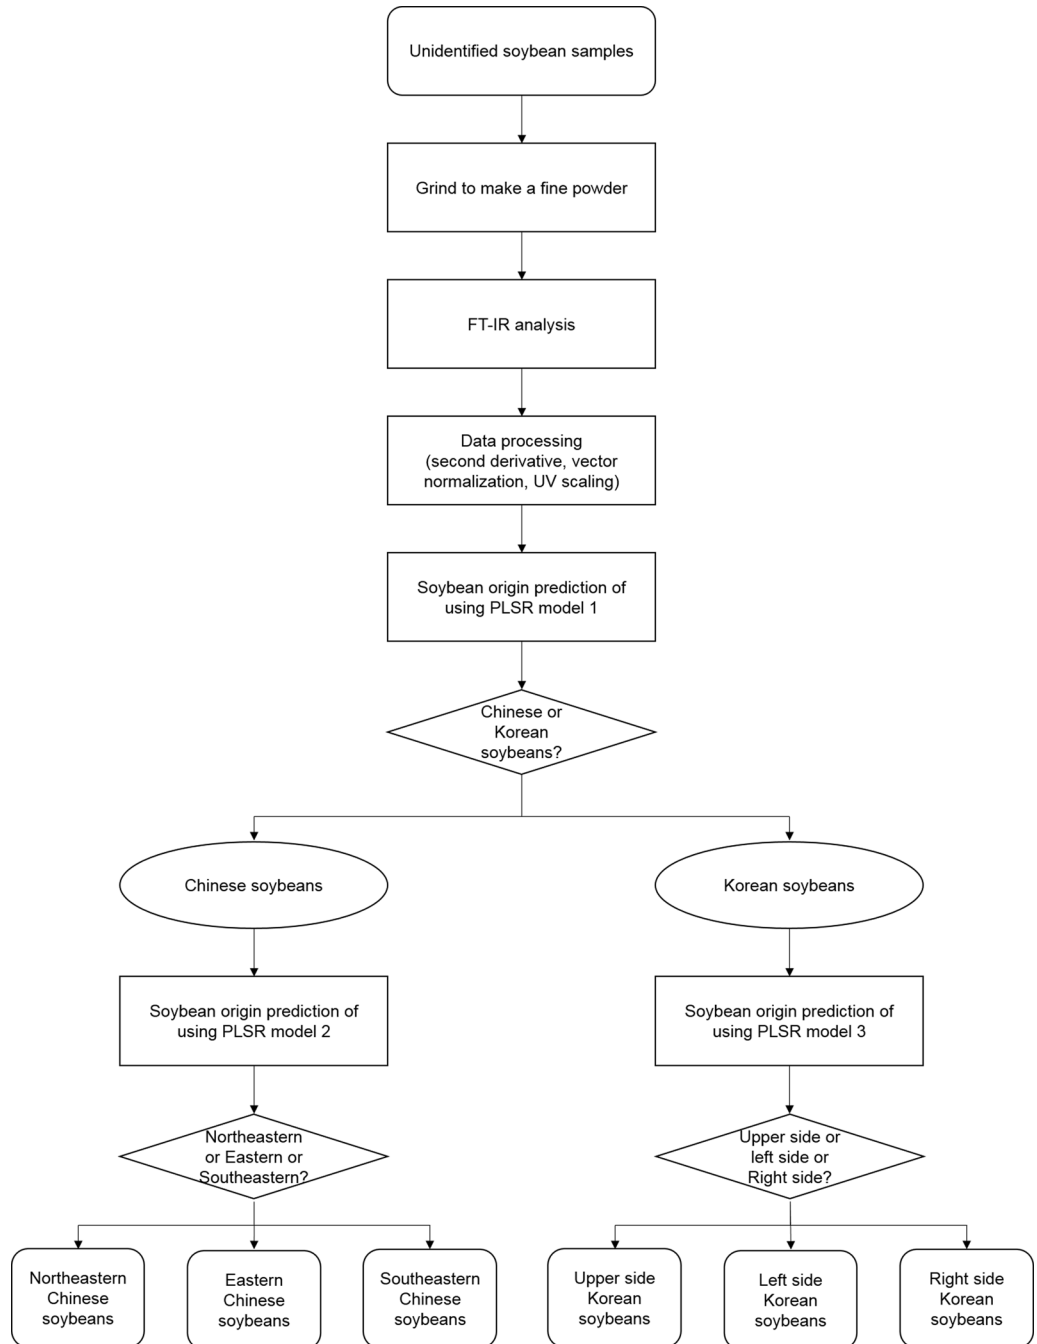 Unidentified soybean samples
Grind to make a fine powder
FT-IR analysis
Data processing
(second derivative, vector
normalization, UV scaling)
Soybean origin prediction of
using PLSR model 1
Chinese or
Korean
soybeans?
Chinese soybeans
Korean soybeans
Soybean origin prediction of
using PLSR model 2
Soybean origin prediction of
using PLSR model 3
Northeastern
or Eastern or
Southeastern?
Upper side or
left side or
Right side?
Northeastern
Chinese
soybeans
Eastern
Chinese
soybeans
Southeastern
Chinese
soybeans
Upper side
Korean
soybeans
Left side
Korean
soybeans
Right side
Korean
soybeans